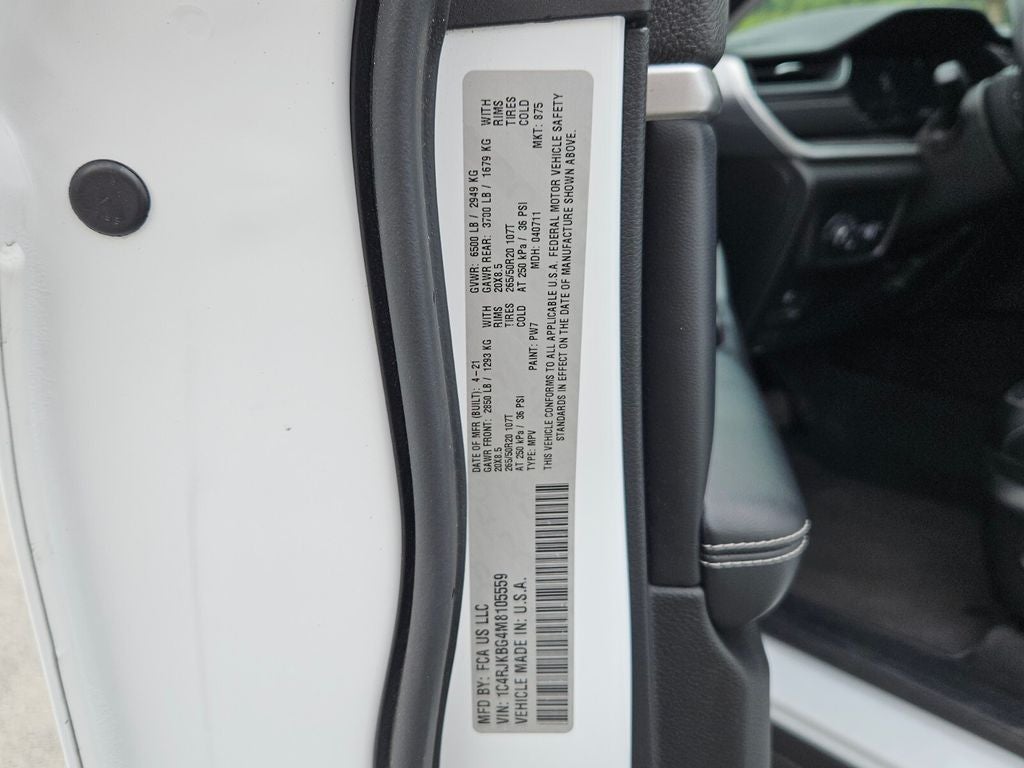 MFD BY: FCA US LLC
VIN: 1C4RJKBG4M8105559
VEHICLE MADE IN: U.S.A.
DATE OF MFR (BUILT): 4-21 GVWR: 6500 LB / 2949 KG
GAWR FRONT: 2850 LB / 1293 KG WITH GAWR REAR: 3700 LB / 1679 KG WITH
20X8.5 RIMS 20X8.5 RIMS
265/50R20 107T TIRES 265/50R20 107T TIRES
AT 250 kPa / 36 PSI COLD AT 250 kPa / 36 PSI COLD
TYPE: MPV PAINT: PW7 MDH: 040711 MKT: 875
THIS VEHICLE CONFORMS TO ALL APPLICABLE U.S.A. FEDERAL MOTOR VEHICLE SAFETY
STANDARDS IN EFFECT ON THE DATE OF MANUFACTURE SHOWN ABOVE.